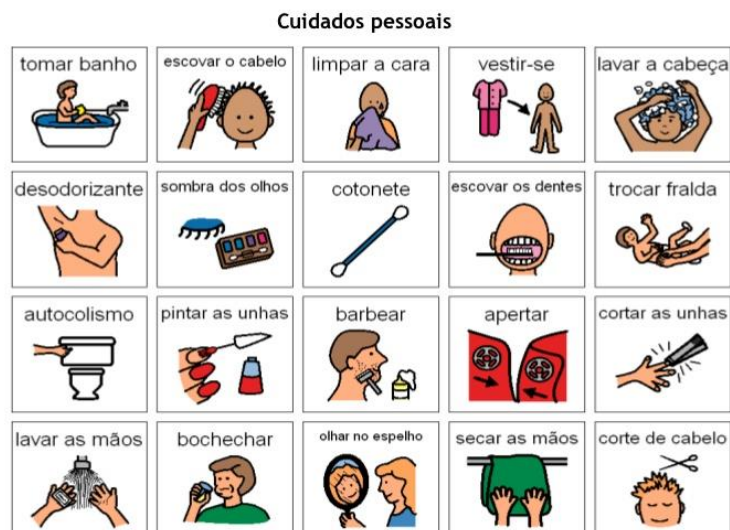 Cuidados pessoais
tomar banho
escovar o cabelo
limpar a cara
vestir-se
lavar a cabeça
desodorizante
sombra dos olhos
cotonete
escovar os dentes
trocar fralda
autocolismo
pintar as unhas
barbear
apertar
cortar as unhas
lavar as mãos
bochechar
olhar no espelho
secar as mãos
corte de cabelo